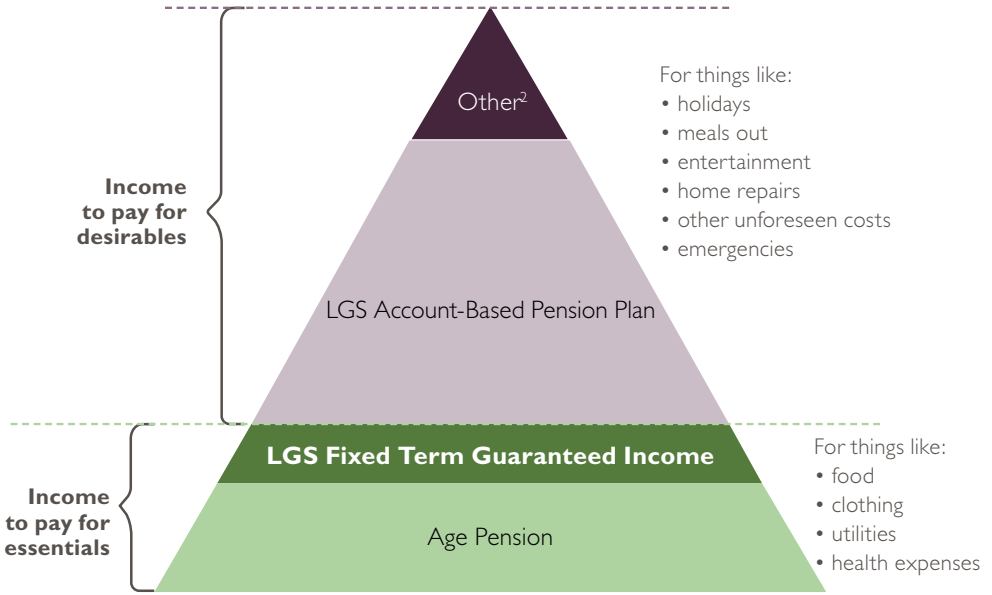 Other²
For things like:
• holidays
• meals out
• entertainment
• home repairs
• other unforeseen costs
• emergencies
Income
to pay for
desirables
LGS Account-Based Pension Plan
LGS Fixed Term Guaranteed Income
For things like:
• food
• clothing
• utilities
• health expenses
Income
to pay for
essentials
Age Pension